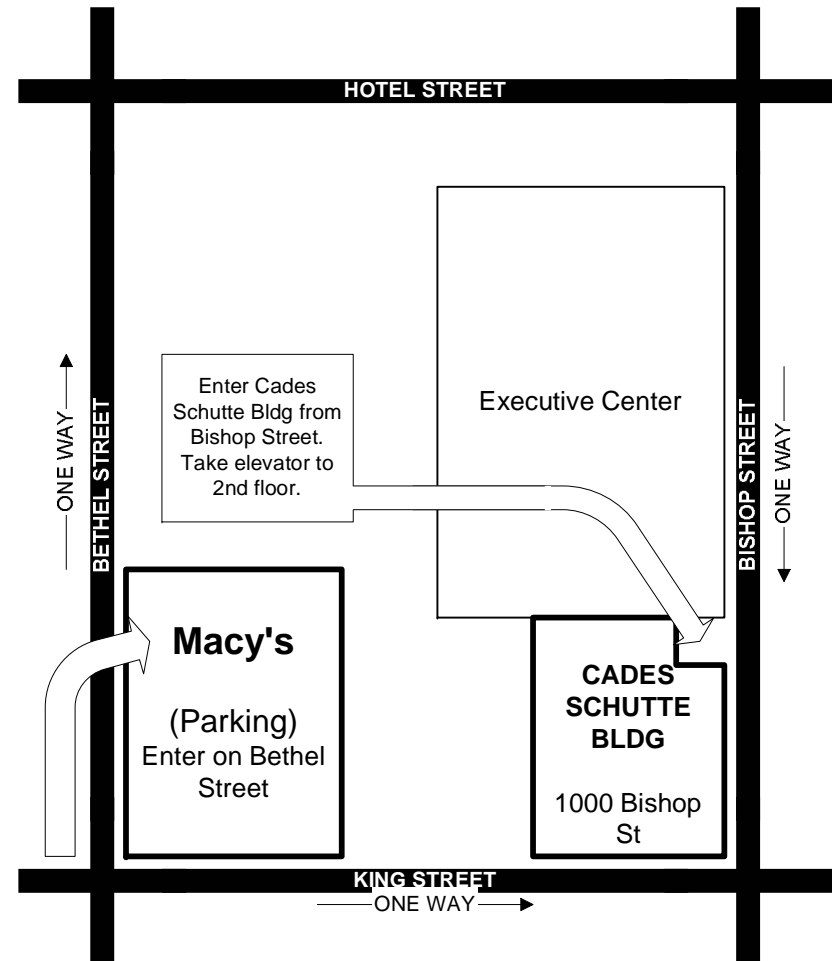 HOTEL STREET
Enter Cades
Schutte Bldg from
Bishop Street.
Take elevator to
2nd floor.
Executive Center
ONE WAY
BETHEL STREET
BISHOP STREET
ONE WAY
Macy's
(Parking)
Enter on Bethel
Street
CADES
SCHUTTE
BLDG
1000 Bishop
St
KING STREET
ONE WAY